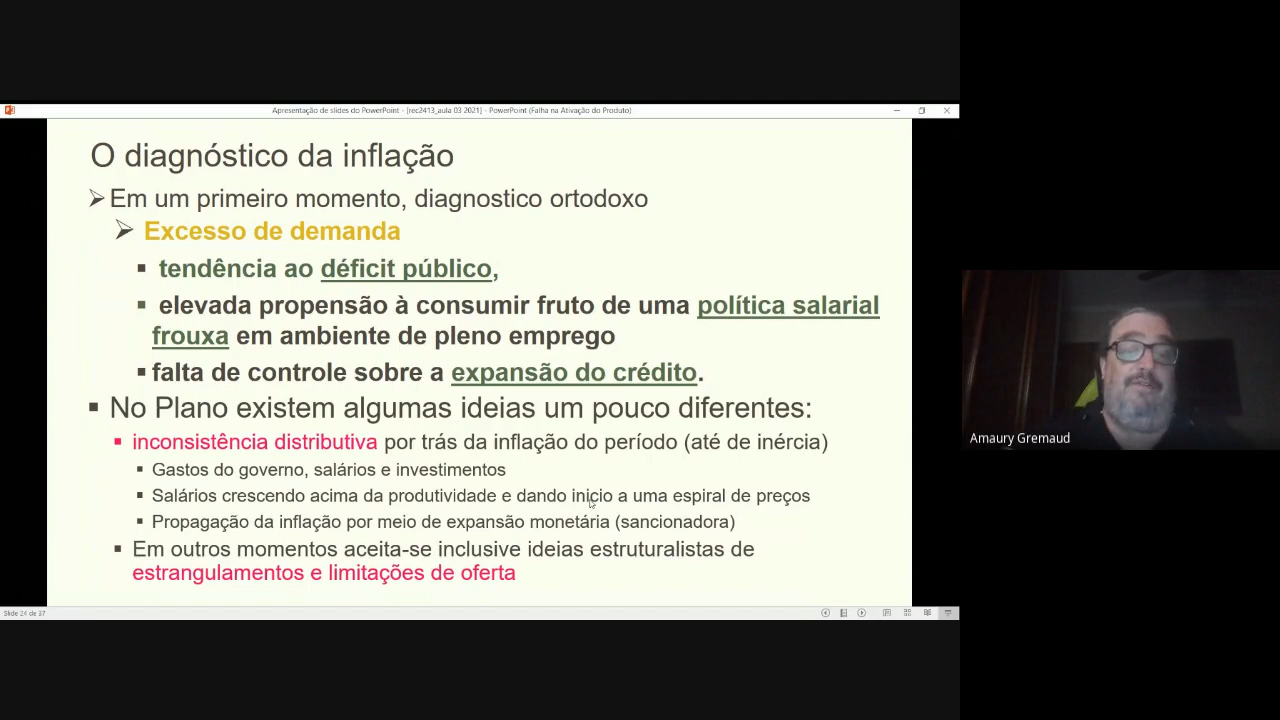 Apresentação de slides do PowerPoint - [rec2413_aula 03 2021] - PowerPoint (Falha na Ativação do Produto)
O diagnóstico da inflação
Em um primeiro momento, diagnostico ortodoxo
Excesso de demanda
tendência ao déficit público,
elevada propensão à consumir fruto de uma política salarial
frouxa em ambiente de pleno emprego
falta de controle sobre a expansão do crédito.
No Plano existem algumas ideias um pouco diferentes:
inconsistência distributiva por trás da inflação do período (até de inércia)
Gastos do governo, salários e investimentos
Salários crescendo acima da produtividade e dando inicio a uma espiral de preços
Propagação da inflação por meio de expansão monetária (sancionadora)
Em outros momentos aceita-se inclusive ideias estruturalistas de
estrangulamentos e limitações de oferta
Slide 24 de 37
Amaury Gremaud